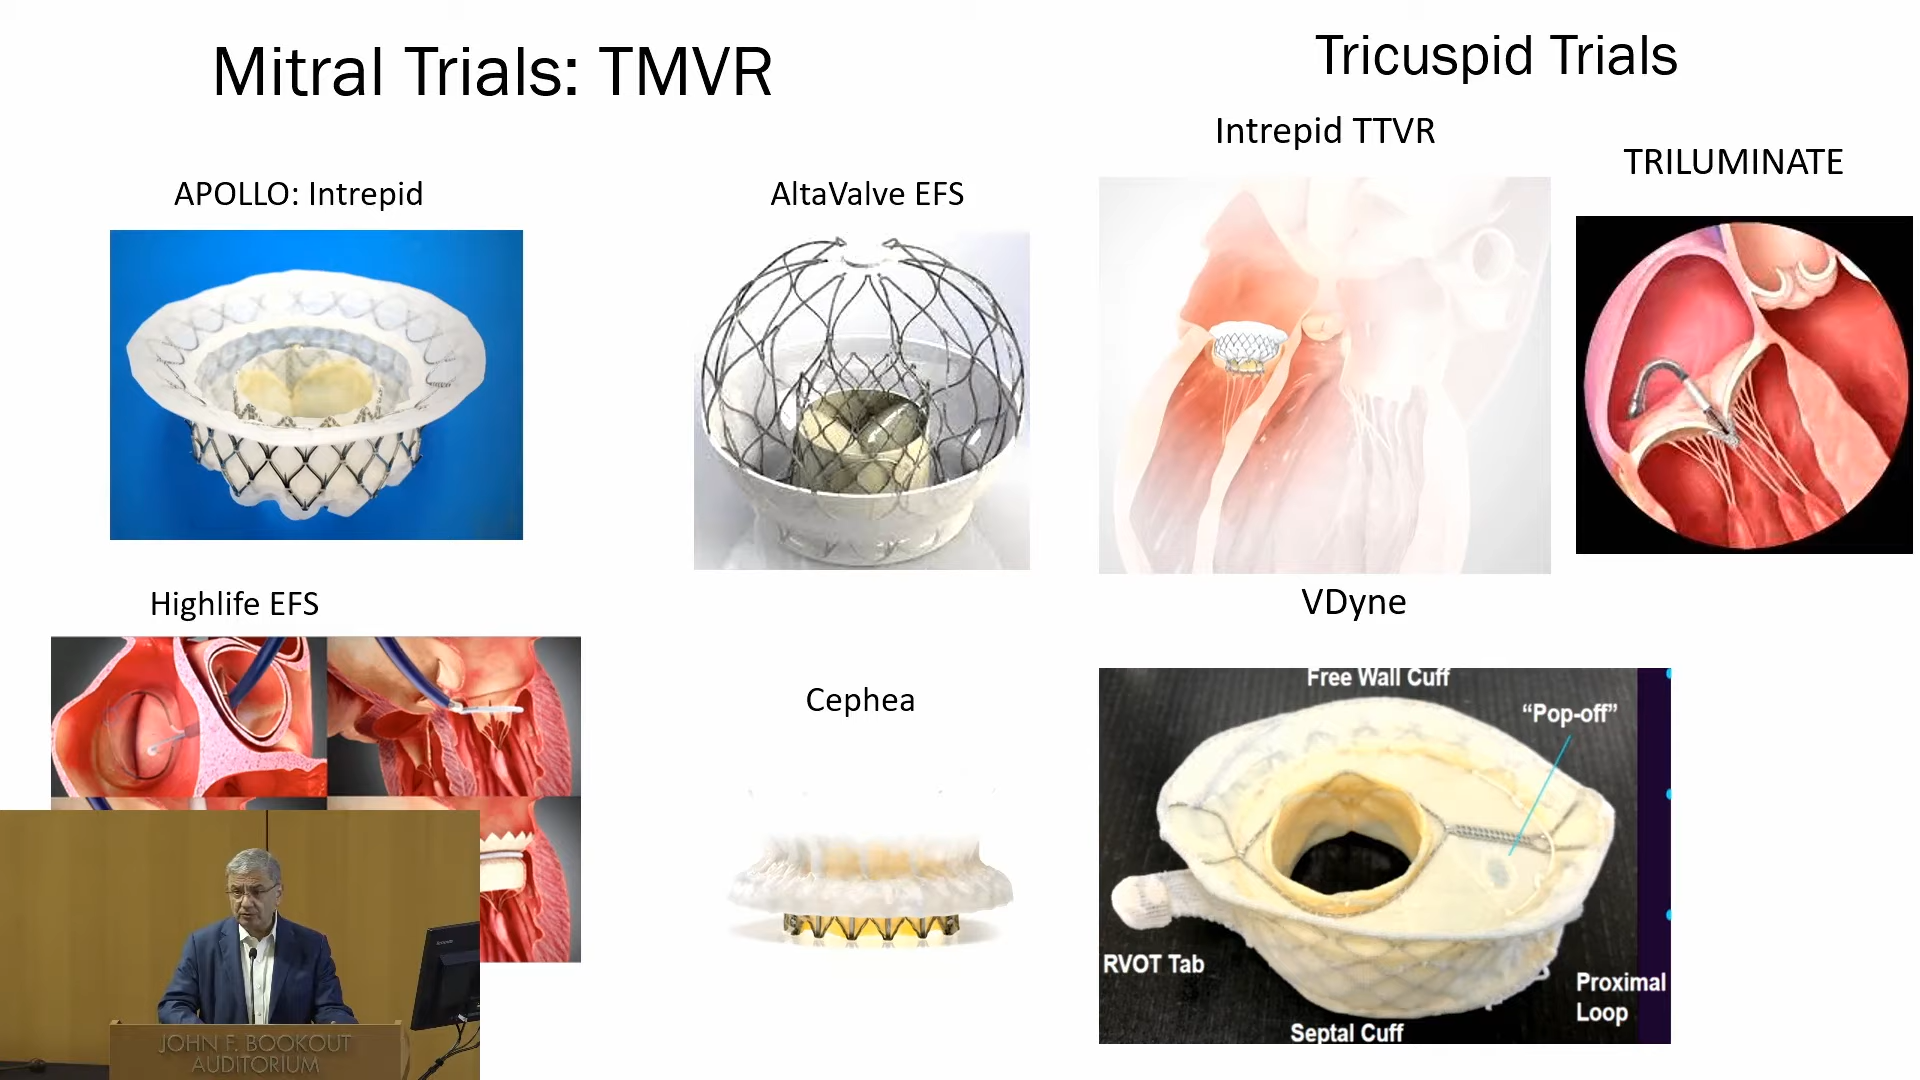 Mitral Trials: TMVR
Tricuspid Trials
Intrepid TTVR
TRILUMINATE
APOLLO: Intrepid
AltaValve EFS
Highlife EFS
VDyne
Cephea
Free Wall Cuff
“Pop-off”
RVOT Tab
Proximal
Loop
Septal Cuff
JOHN F. BOOKOUT
AUDITORIUM